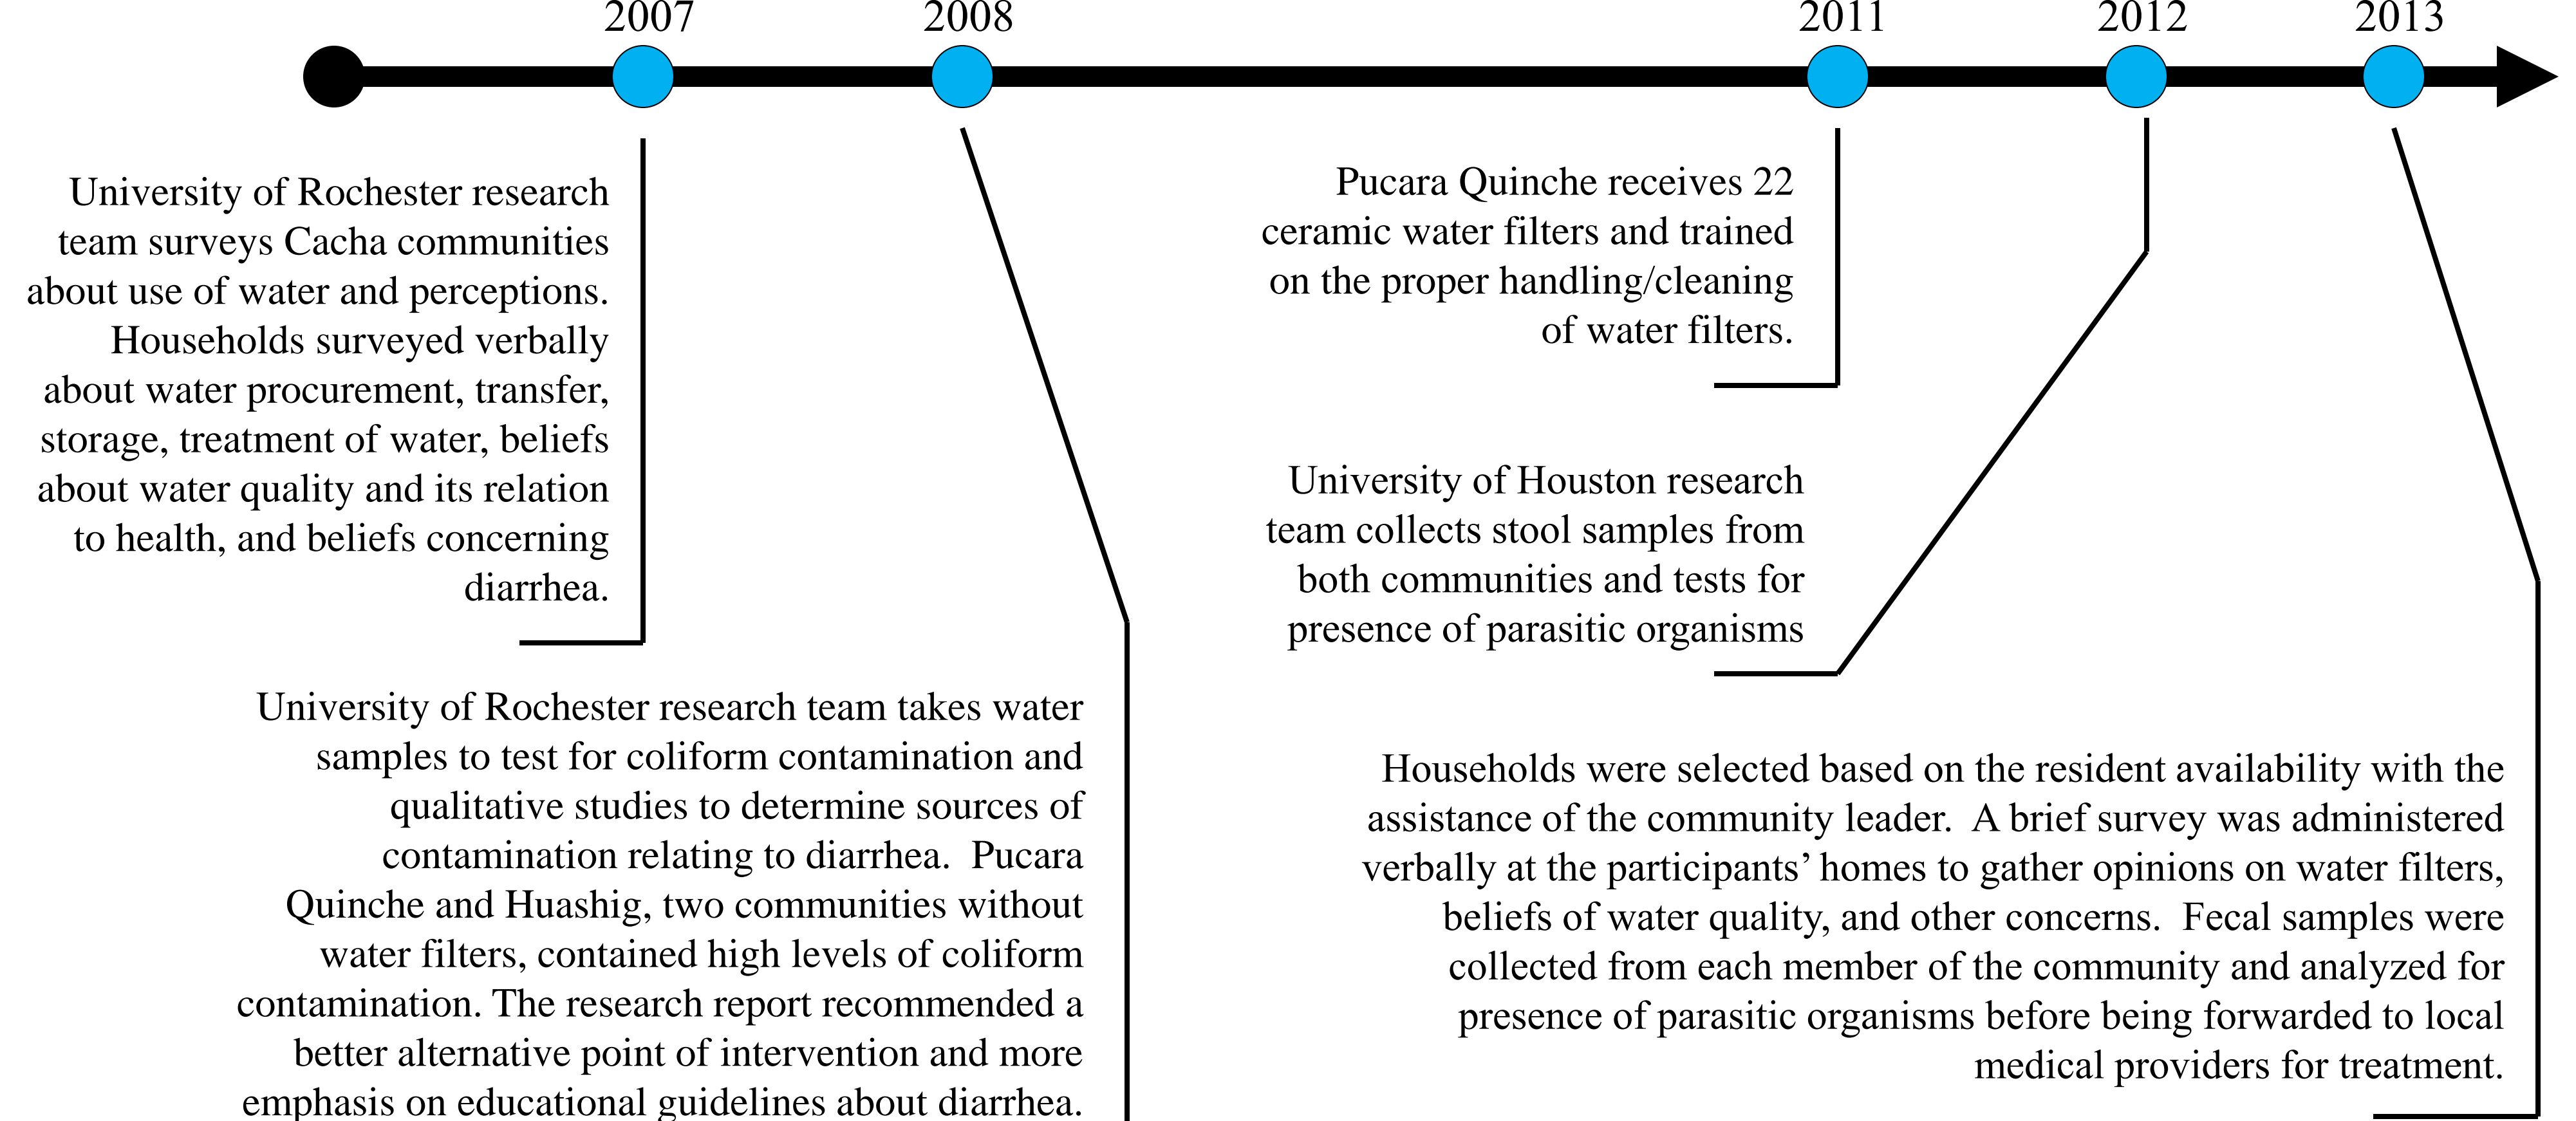 2007
2008
2011
2012
2013
University of Rochester research
team surveys Cacha communities
about use of water and perceptions.
Households surveyed verbally
about water procurement, transfer,
storage, treatment of water, beliefs
about water quality and its relation
to health, and beliefs concerning
diarrhea.
University of Rochester research team takes water
samples to test for coliform contamination and
qualitative studies to determine sources of
contamination relating to diarrhea.  Pucara
Quinche and Huashig, two communities without
water filters, contained high levels of coliform
contamination. The research report recommended a
better alternative point of intervention and more
emphasis on educational guidelines about diarrhea.
Pucara Quinche receives 22
ceramic water filters and trained
on the proper handling/cleaning
of water filters.
University of Houston research
team collects stool samples from
both communities and tests for
presence of parasitic organisms
Households were selected based on the resident availability with the
assistance of the community leader.  A brief survey was administered
verbally at the participants’ homes to gather opinions on water filters,
beliefs of water quality, and other concerns.  Fecal samples were
collected from each member of the community and analyzed for
presence of parasitic organisms before being forwarded to local
medical providers for treatment.